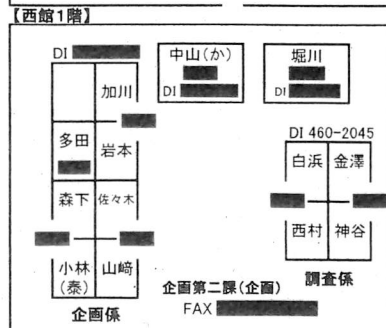 【西館1階】
DI
加川
多田
岩本
森下
佐々木
小林
(泰)
山﨑
企画係
中山(か)
DI
堀川
DI
DI 460-2045
白浜
金澤
西村
神谷
調査係
企画第二課(企画)
FAX